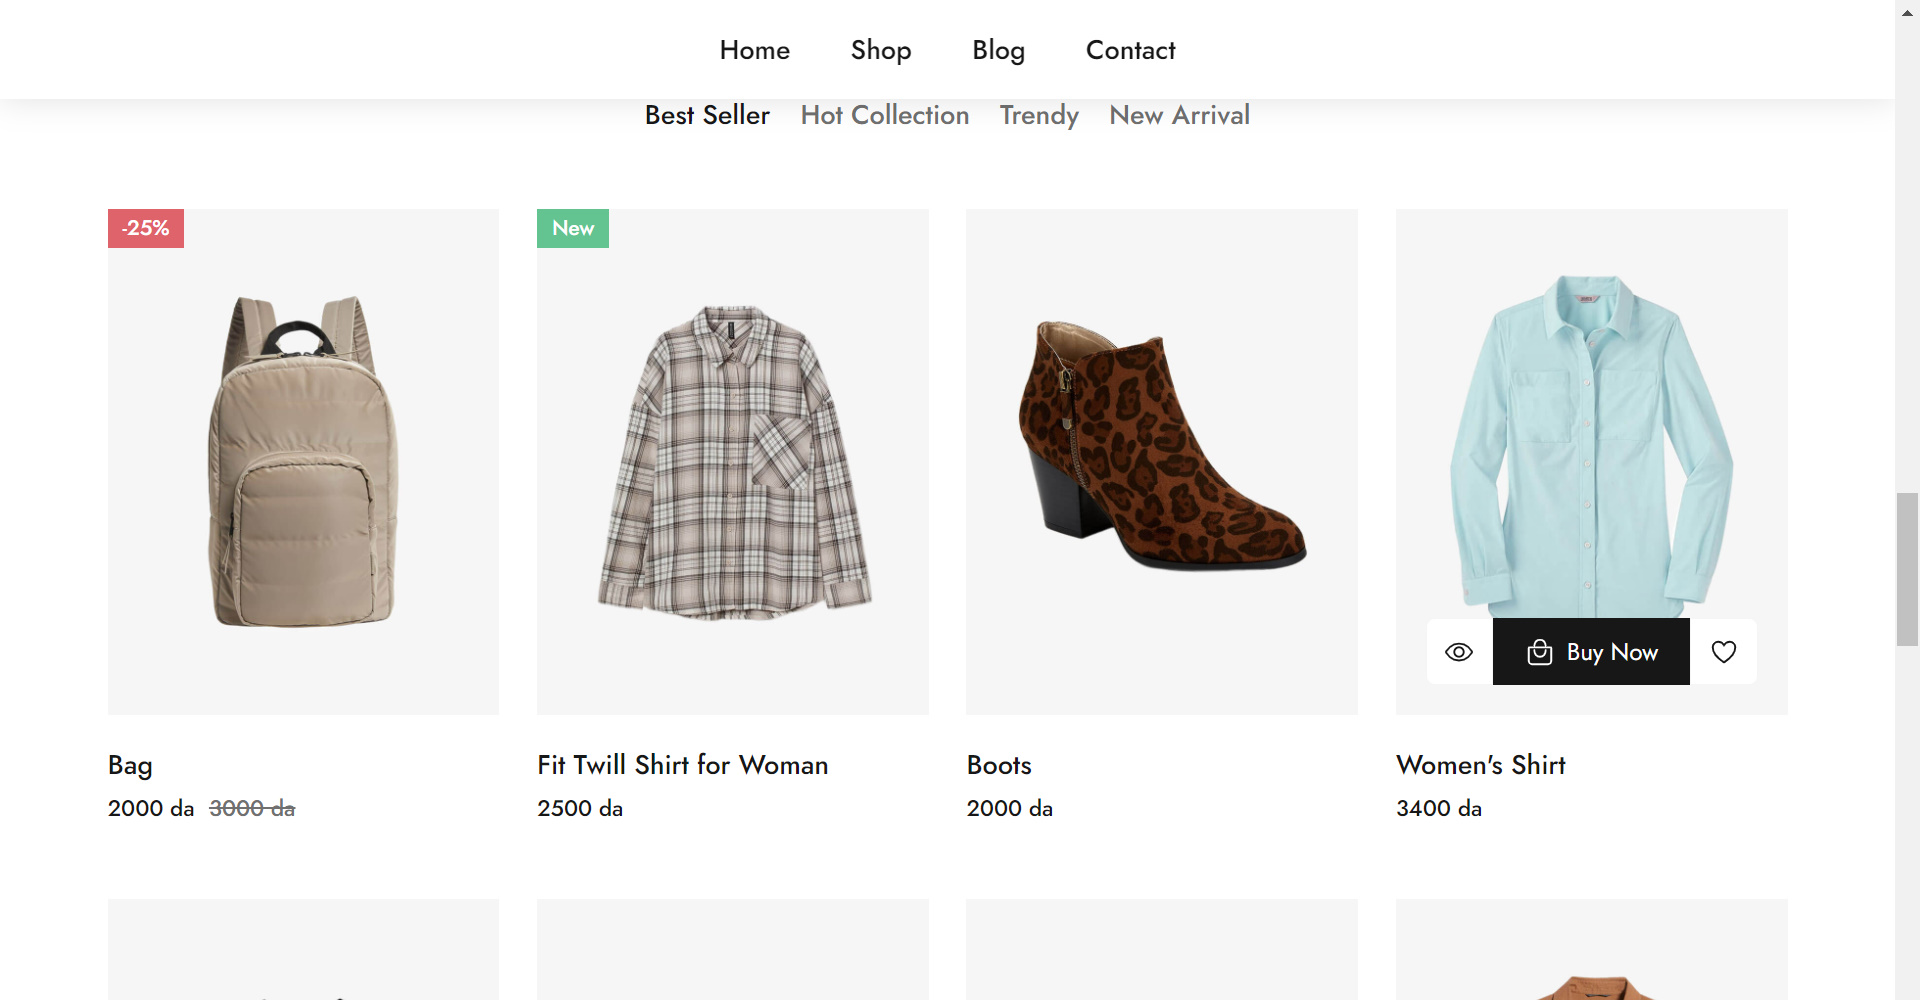 Home Shop Blog Contact
Best Seller Hot Collection Trendy New Arrival
-25%
New
Buy Now
Bag
2000 da 3000 da
Fit Twill Shirt for Woman
2500 da
Boots
2000 da
Women's Shirt
3400 da